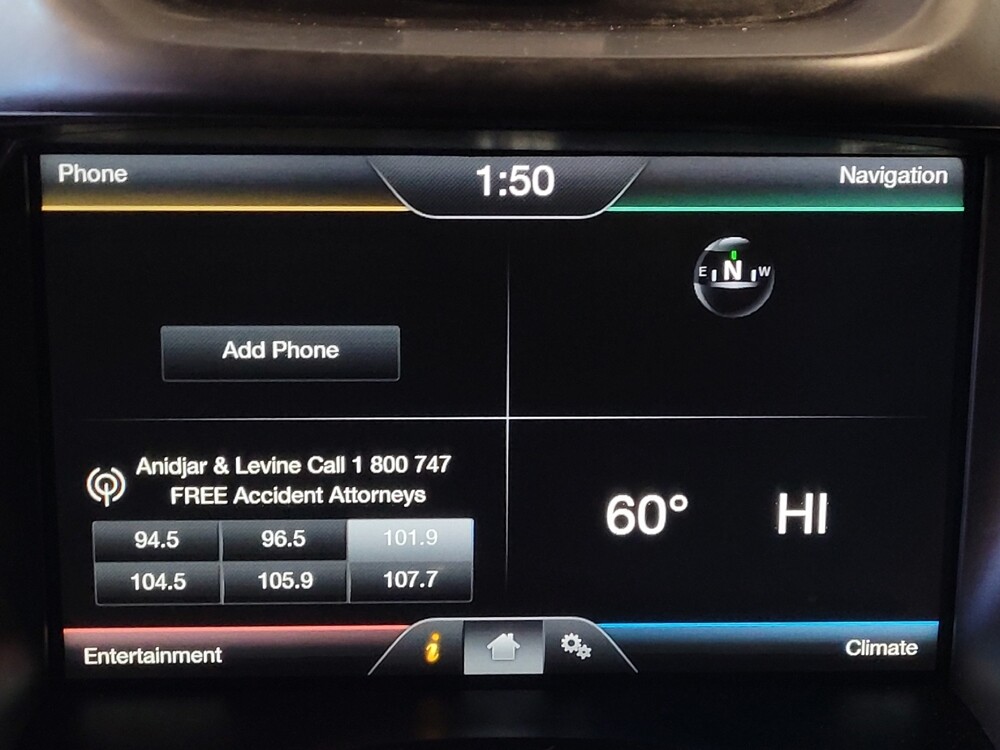 Phone
1:50
Navigation
E N W
Add Phone
Anidjar & Levine Call 1 800 747
FREE Accident Attorneys
94.5 96.5 101.9
104.5 105.9 107.7
60° HI
Entertainment
i
Climate